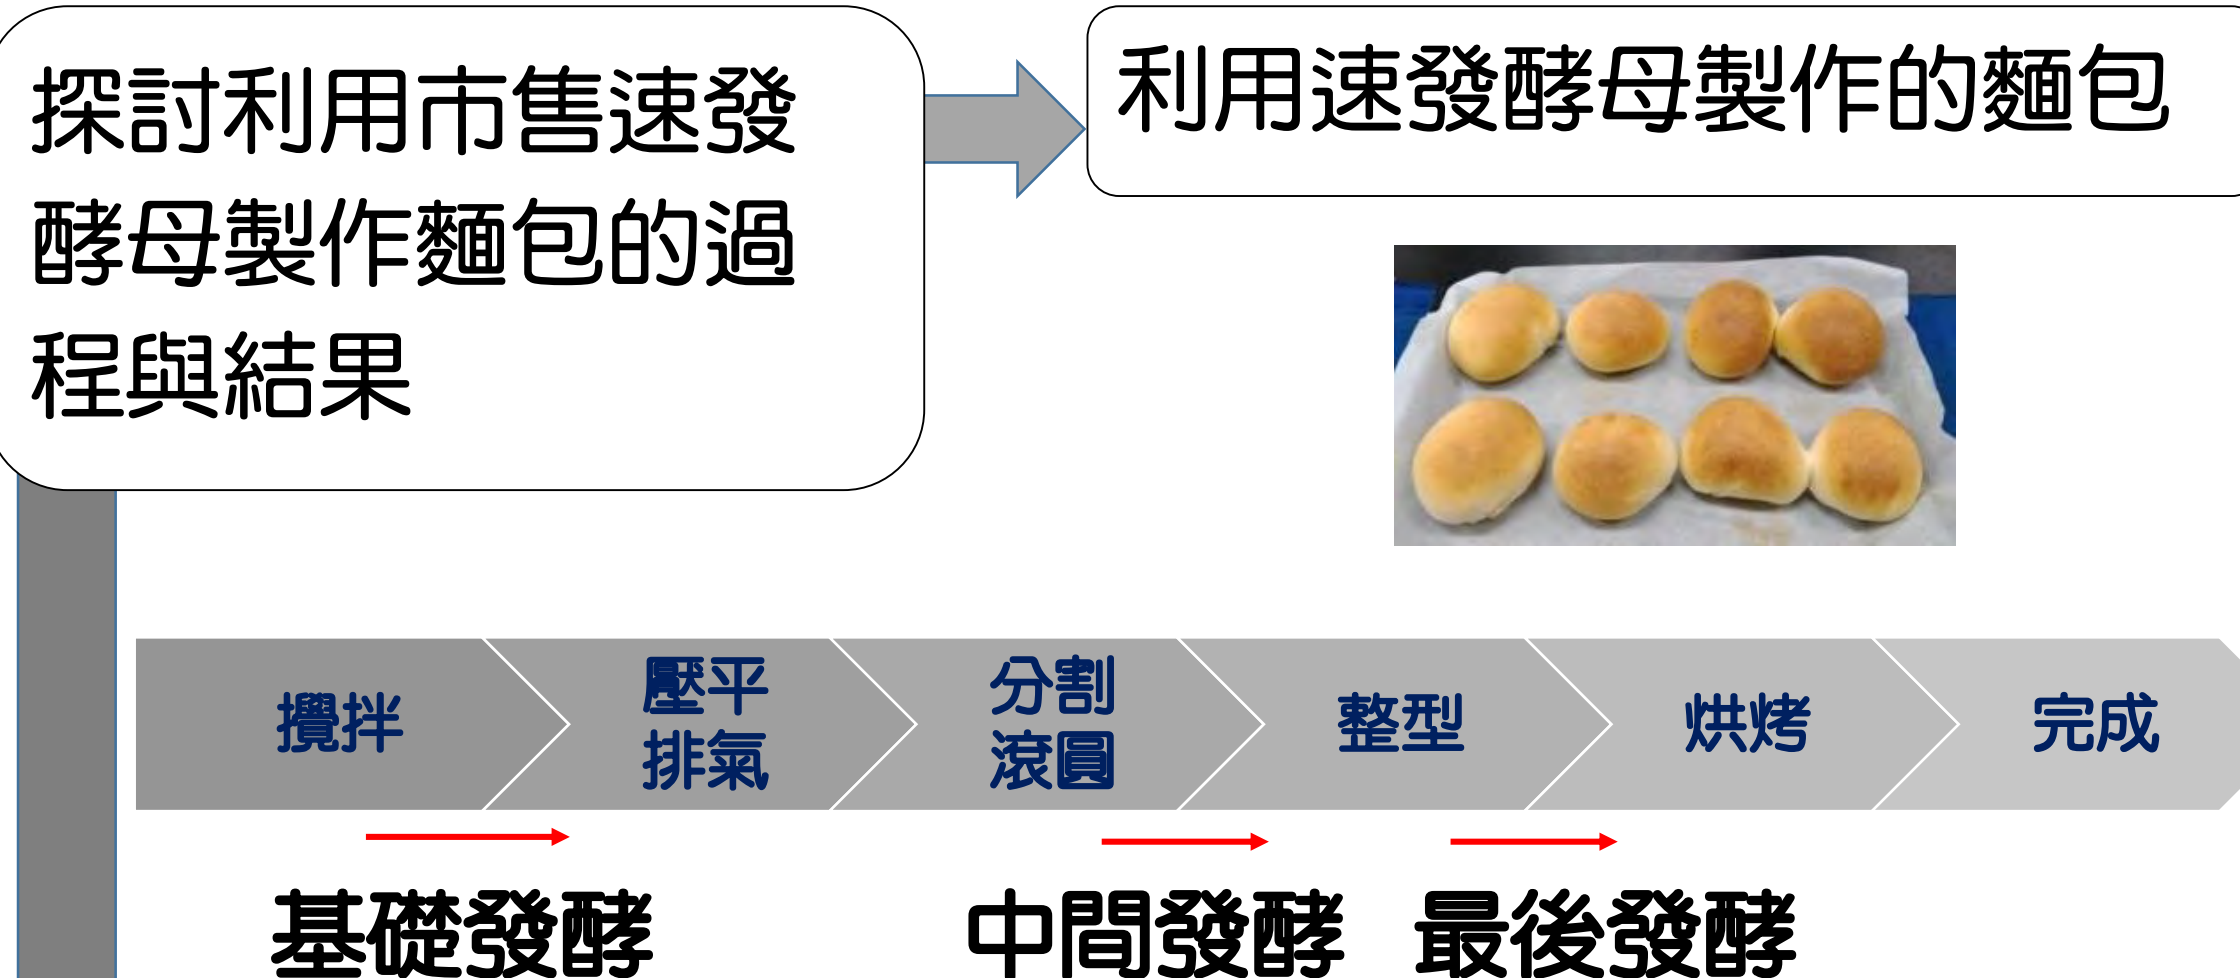 探討利用市售速發
酵母製作麵包的過
程與結果
利用速發酵母製作的麵包
攪拌
壓平
排氣
分割
滾圓
整型
烘烤
完成
基礎發酵
中間發酵
最後發酵